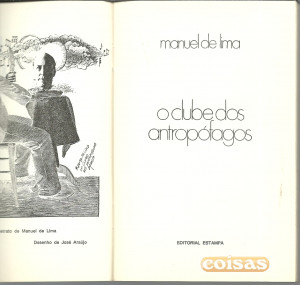 retrato de Manuel de Lima
Desenho de José Araújo
manuel de lima
o clube dos
antropófagos
EDITORIAL ESTAMPA
coisas